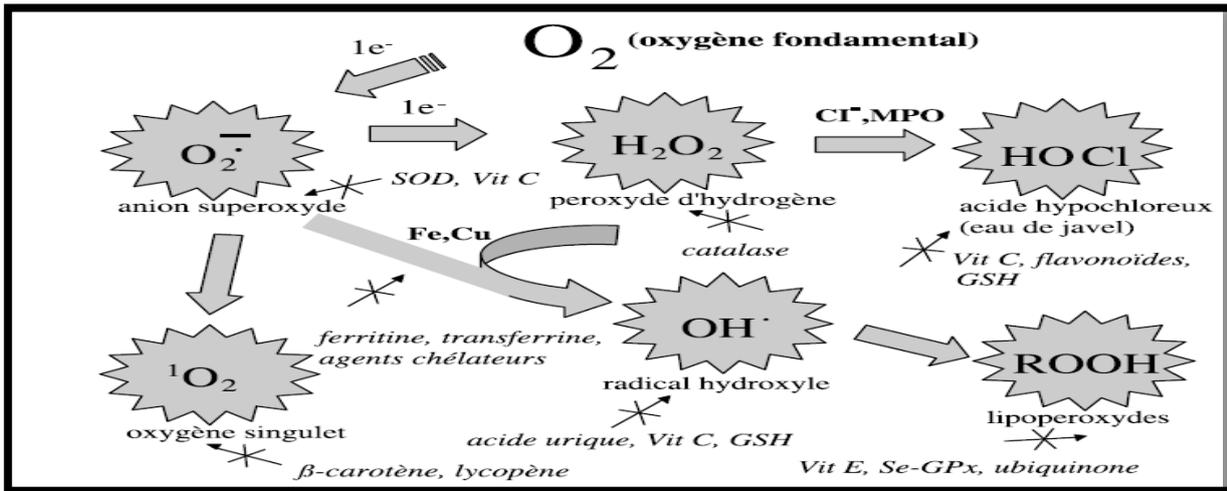 1e⁻
O₂ (oxygène fondamental)
1e⁻
Cl⁻,MPO
O₂⁻·
H₂O₂
HOCl
SOD, Vit C
anion superoxyde
peroxyde d'hydrogène
acide hypochloreux
(eau de javel)
Fe,Cu
catalase
Vit C, flavonoïdes,
GSH
OH·
ferritine, transferrine,
agents chélateurs
¹O₂
ROOH
radical hydroxyle
lipoperoxydes
oxygène singulet
acide urique, Vit C, GSH
ß-carotène, lycopène
Vit E, Se-GPx, ubiquinone